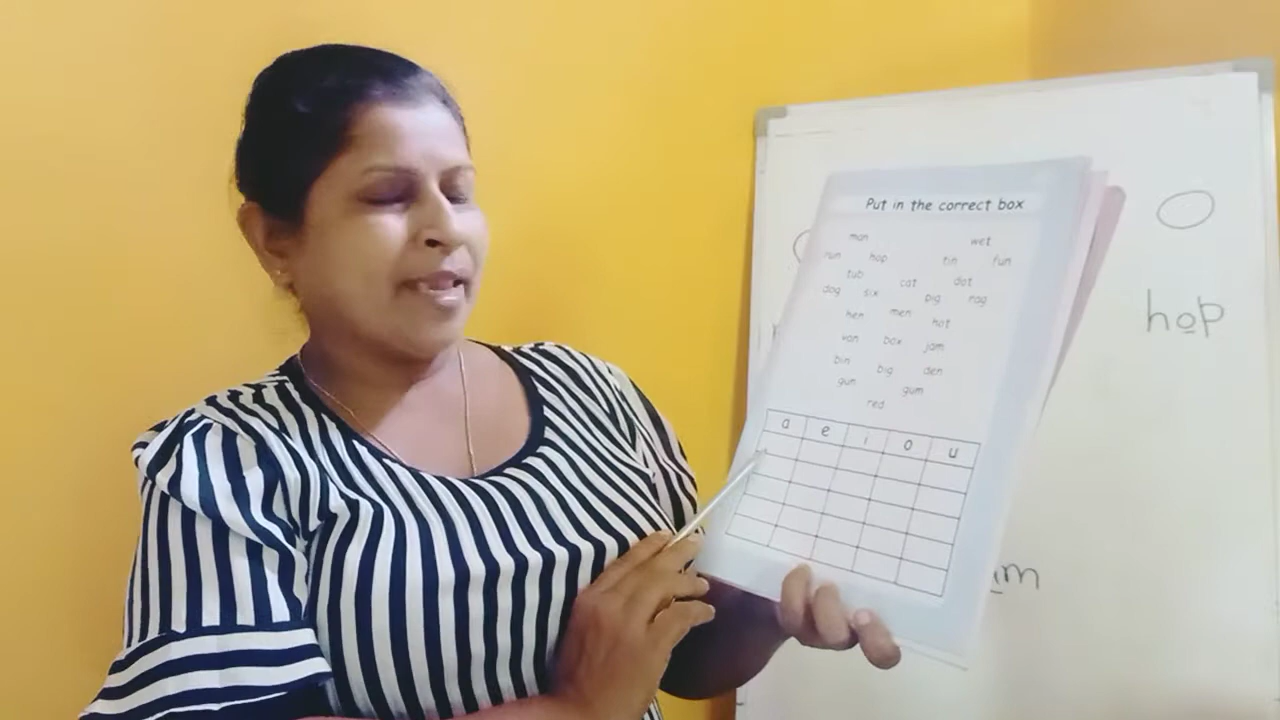 Put in the correct box
man wet
run hop tin fun
tub cat dot
dog six pig rag
hen men hot
van box jam
bin big den
gun gum
red
a e i o u
hop